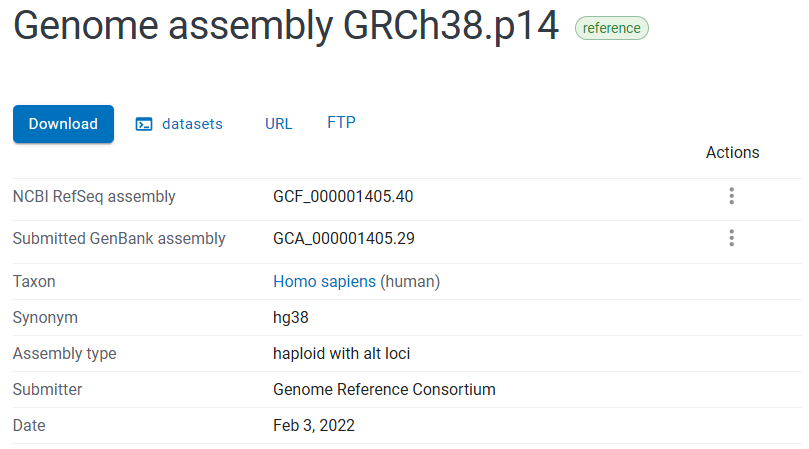 Genome assembly GRCh38.p14 reference
Download datasets URL FTP
Actions
NCBI RefSeq assembly GCF_000001405.40
Submitted GenBank assembly GCA_000001405.29
Taxon Homo sapiens (human)
Synonym hg38
Assembly type haploid with alt loci
Submitter Genome Reference Consortium
Date Feb 3, 2022